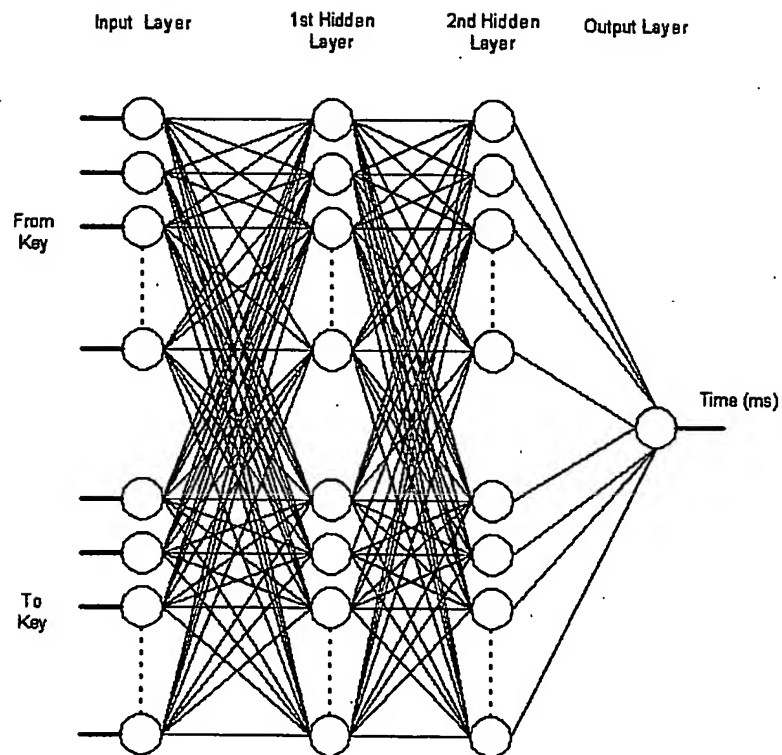 Input Layer
1st Hidden
Layer
2nd Hidden
Layer
Output Layer
From
Key
Time (ms)
To
Key